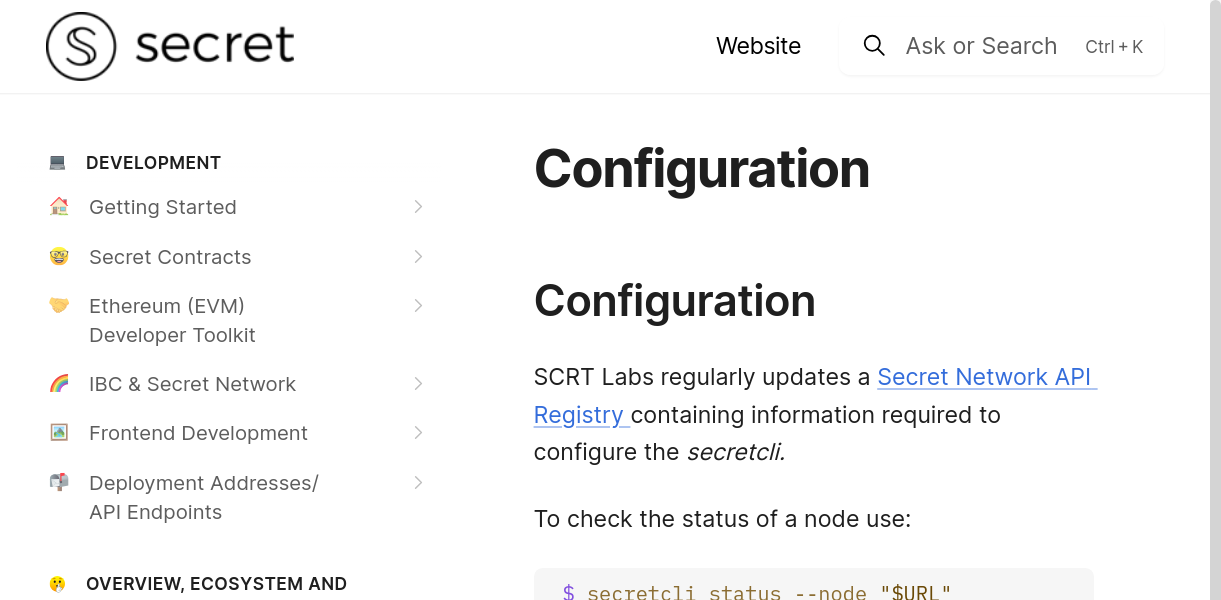 secret
Website
Ask or Search
Ctrl + K
DEVELOPMENT
Getting Started
Secret Contracts
Ethereum (EVM)
Developer Toolkit
IBC & Secret Network
Frontend Development
Deployment Addresses/
API Endpoints
OVERVIEW, ECOSYSTEM AND
Configuration
Configuration
SCRT Labs regularly updates a Secret Network API
Registry containing information required to
configure the secretcli.
To check the status of a node use:
$ secretcli status --node "$URL"